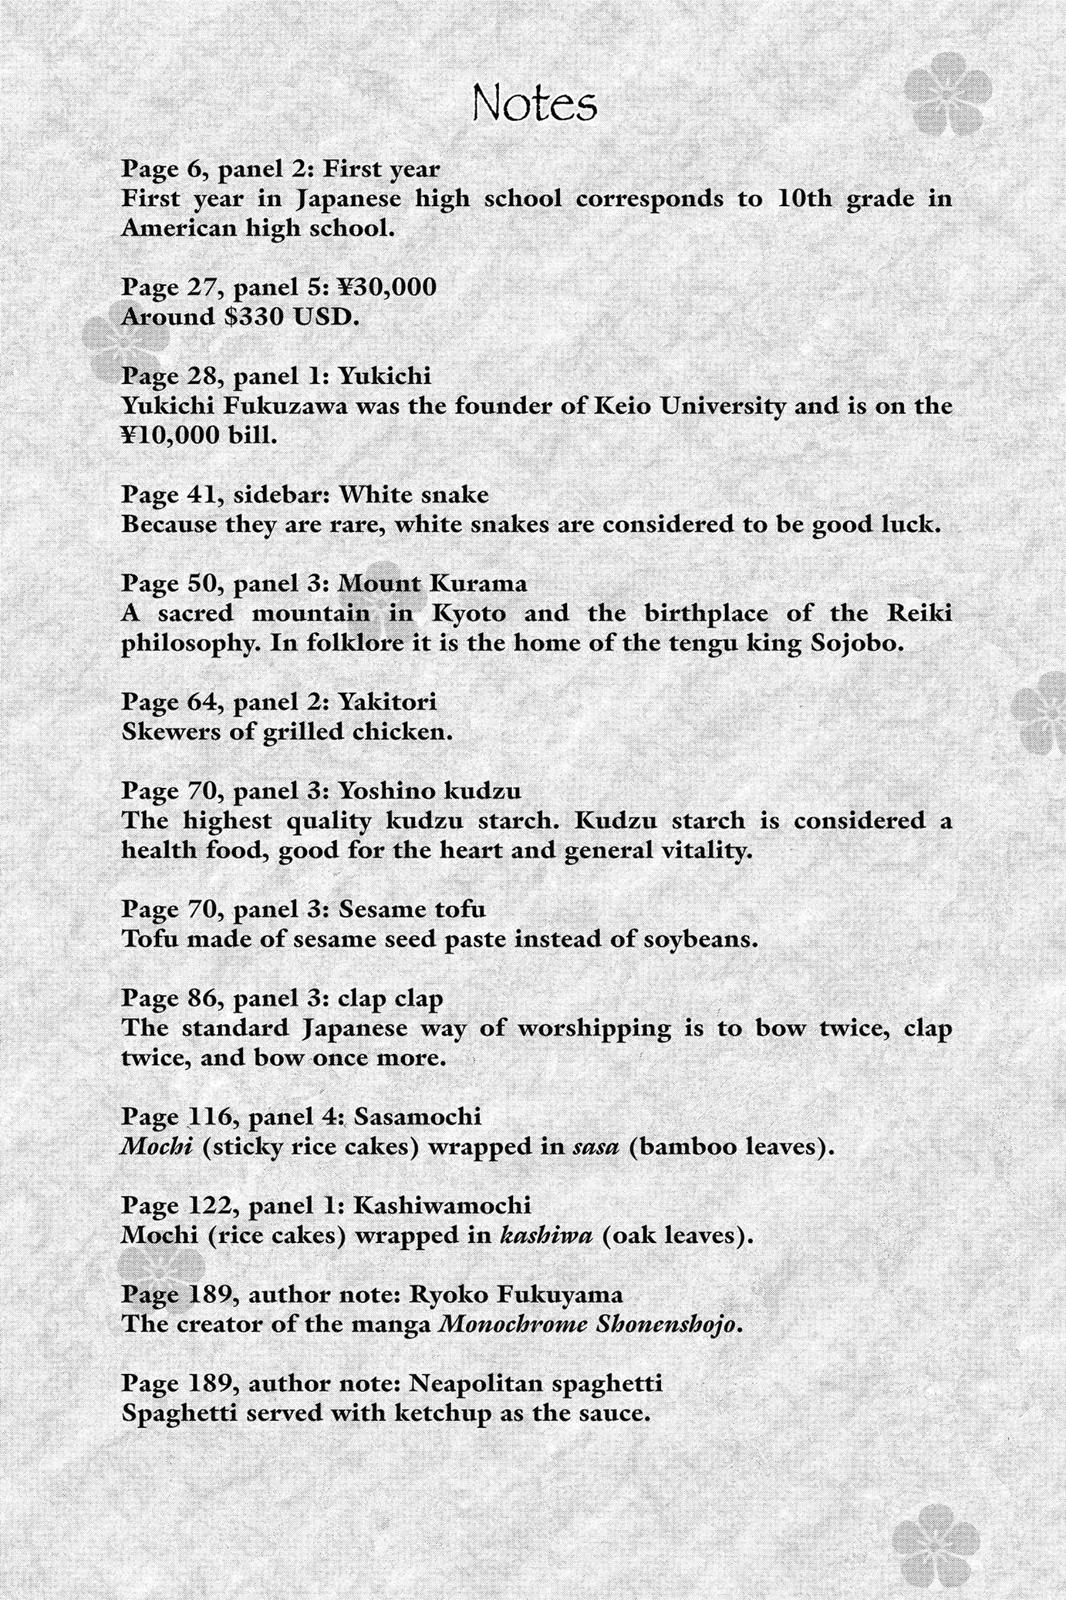 Notes
Page 6, panel 2: First year
First year in Japanese high school corresponds to 10th grade in
American high school.
Page 27, panel 5: ¥30,000
Around $330 USD.
Page 28, panel 1: Yukichi
Yukichi Fukuzawa was the founder of Keio University and is on the
¥10,000 bill.
Page 41, sidebar: White snake
Because they are rare, white snakes are considered to be good luck.
Page 50, panel 3: Mount Kurama
A sacred mountain in Kyoto and the birthplace of the Reiki
philosophy. In folklore it is the home of the tengu king Sojobo.
Page 64, panel 2: Yakitori
Skewers of grilled chicken.
Page 70, panel 3: Yoshino kudzu
The highest quality kudzu starch. Kudzu starch is considered a
health food, good for the heart and general vitality.
Page 70, panel 3: Sesame tofu
Tofu made of sesame seed paste instead of soybeans.
Page 86, panel 3: clap clap
The standard Japanese way of worshipping is to bow twice, clap
twice, and bow once more.
Page 116, panel 4: Sasamochi
Mochi (sticky rice cakes) wrapped in sasa (bamboo leaves).
Page 122, panel 1: Kashiwamochi
Mochi (rice cakes) wrapped in kashiwa (oak leaves).
Page 189, author note: Ryoko Fukuyama
The creator of the manga Monochrome Shonenshojo.
Page 189, author note: Neapolitan spaghetti
Spaghetti served with ketchup as the sauce.